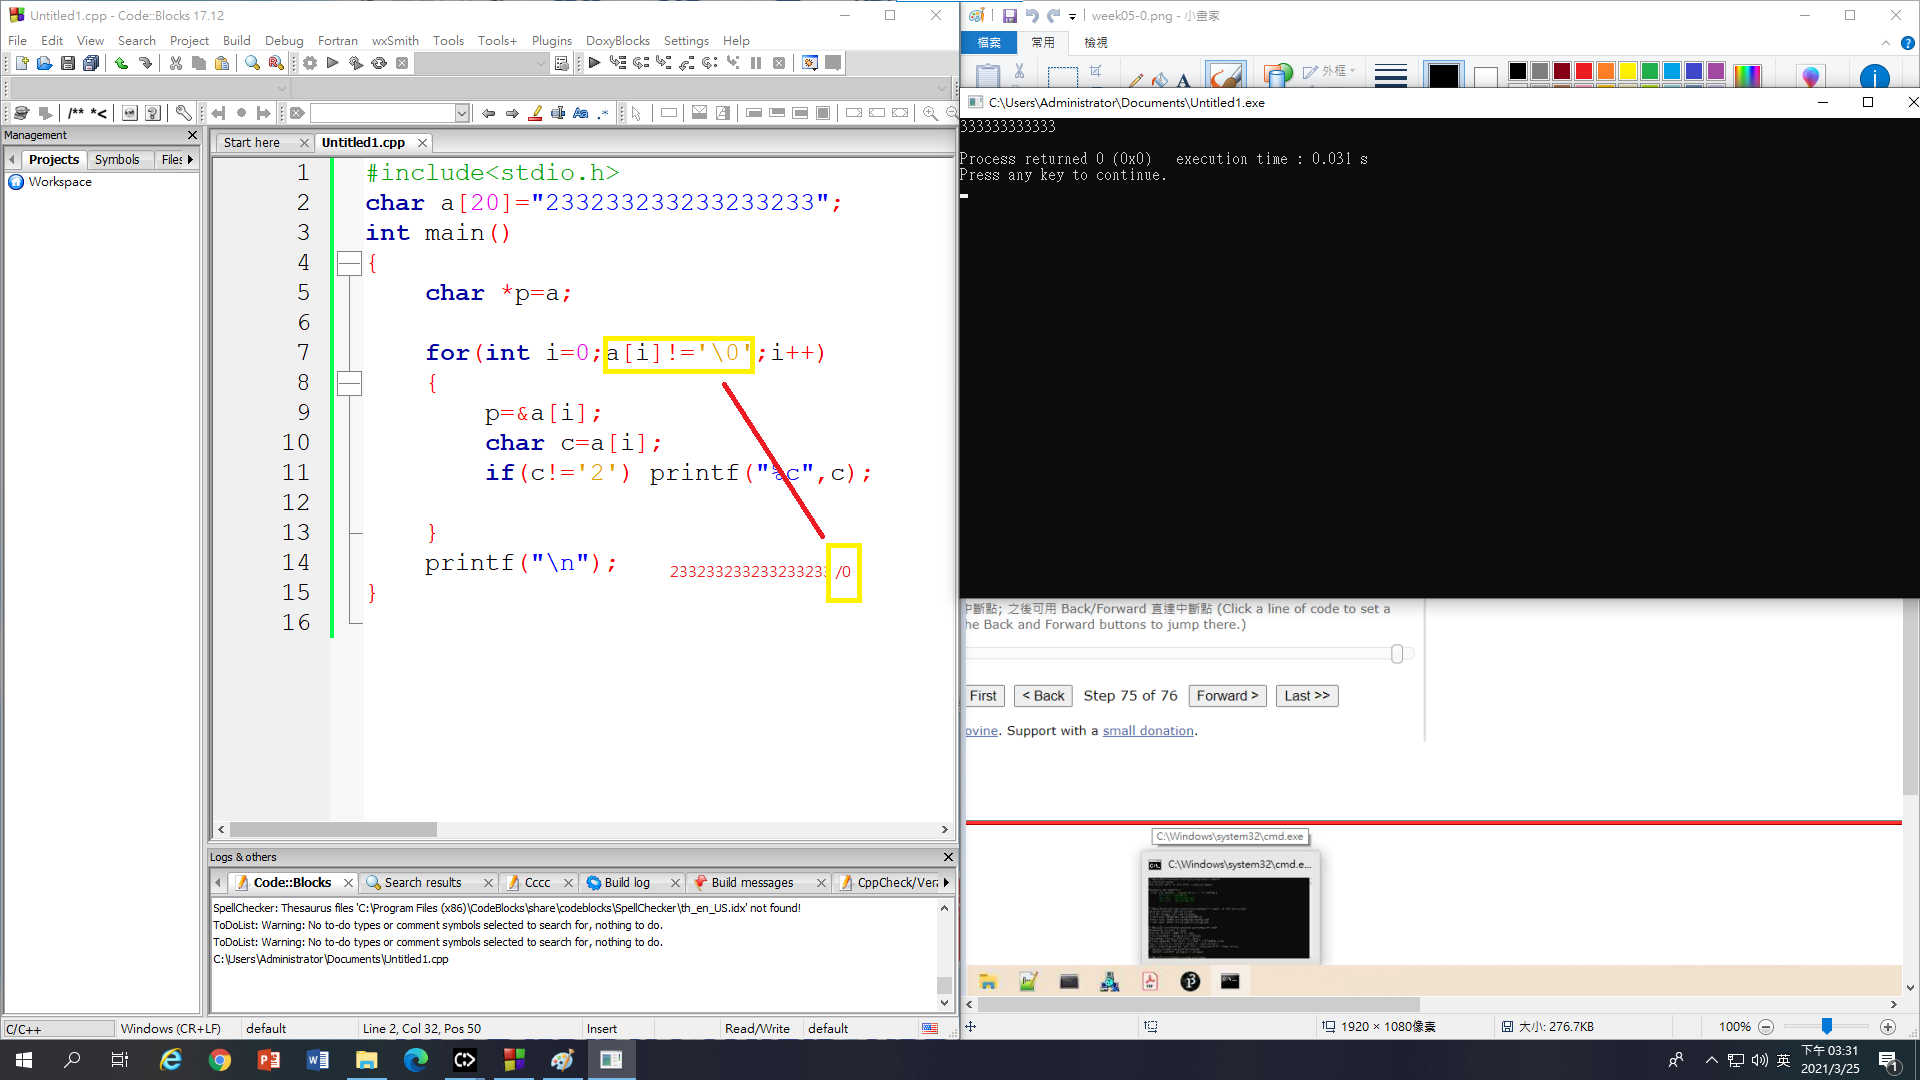 Untitled1.cpp - Code::Blocks 17.12
File Edit View Search Project Build Debug Fortran wxSmith Tools Tools+ Plugins DoxyBlocks Settings Help
/** *<
Management
Projects Symbols Files
Workspace
Start here Untitled1.cpp
1 #include<stdio.h>
2 char a[20]="233233233233233233";
3 int main()
4 {
5 char *p=a;
6
7 for(int i=0;a[i]!='\0';i++)
8 {
9 p=&a[i];
10 char c=a[i];
11 if(c!='2') printf("%c",c);
12
13 }
14 printf("\n");
233233233233233233 /0
15 }
16
Logs & others
Code::Blocks Search results Cccc Build log Build messages CppCheck/Vera
SpellChecker: Thesaurus files 'C:\Program Files (x86)\CodeBlocks\share\codeblocks\SpellChecker\th_en_US.idx' not found!
ToDoList: Warning: No to-do types or comment symbols selected to search for, nothing to do.
ToDoList: Warning: No to-do types or comment symbols selected to search for, nothing to do.
C:\Users\Administrator\Documents\Untitled1.cpp
C/C++ Windows (CR+LF) default Line 2, Col 32, Pos 50 Insert Read/Write default
week05-0.png - 小畫家
檔案 常用 檢視
外框
C:\Users\Administrator\Documents\Untitled1.exe
333333333333
Process returned 0 (0x0) execution time : 0.031 s
Press any key to continue.
中斷點; 之後可用 Back/Forward 直達中斷點 (Click a line of code to set a
he Back and Forward buttons to jump there.)
First < Back Step 75 of 76 Forward > Last >>
ovine. Support with a small donation.
C:\Windows\system32\cmd.exe
C:\Windows\system32\cmd.e...
1920 × 1080像素 大小: 276.7KB 100%
英 下午 03:31
2021/3/25
1